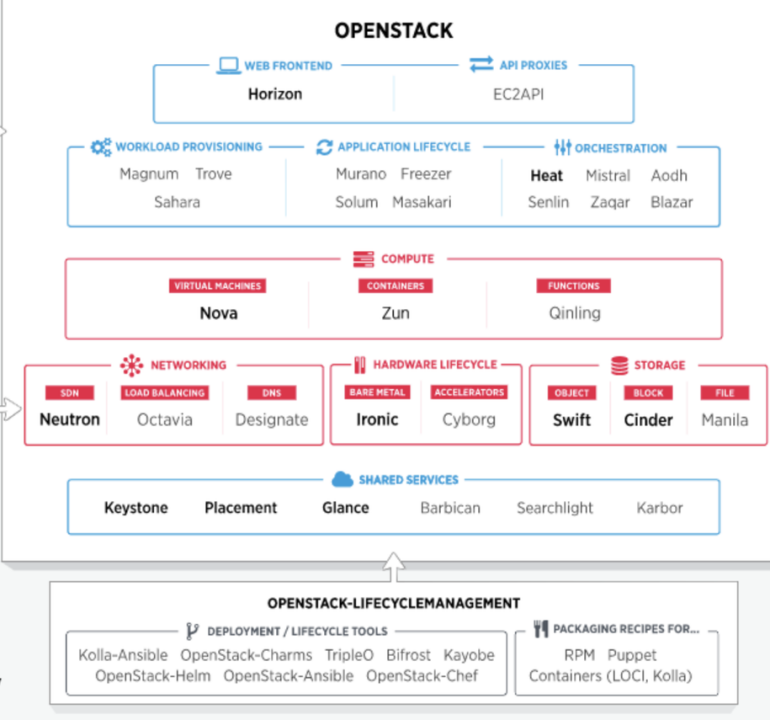 OPENSTACK
WEB FRONTEND API PROXIES
Horizon EC2API
WORKLOAD PROVISIONING APPLICATION LIFECYCLE ORCHESTRATION
Magnum Trove Murano Freezer Heat Mistral Aodh
Sahara Solum Masakari Senlin Zaqar Blazar
COMPUTE
VIRTUAL MACHINES CONTAINERS FUNCTIONS
Nova Zun Qinling
NETWORKING HARDWARE LIFECYCLE STORAGE
SDN LOAD BALANCING DNS BARE METAL ACCELERATORS OBJECT BLOCK FILE
Neutron Octavia Designate Ironic Cyborg Swift Cinder Manila
SHARED SERVICES
Keystone Placement Glance Barbican Searchlight Karbor
OPENSTACK-LIFECYCLEMANAGEMENT
DEPLOYMENT / LIFECYCLE TOOLS PACKAGING RECIPES FOR...
Kolla-Ansible OpenStack-Charms TripleO Bifrost Kayobe RPM Puppet
OpenStack-Helm OpenStack-Ansible OpenStack-Chef Containers (LOCI, Kolla)